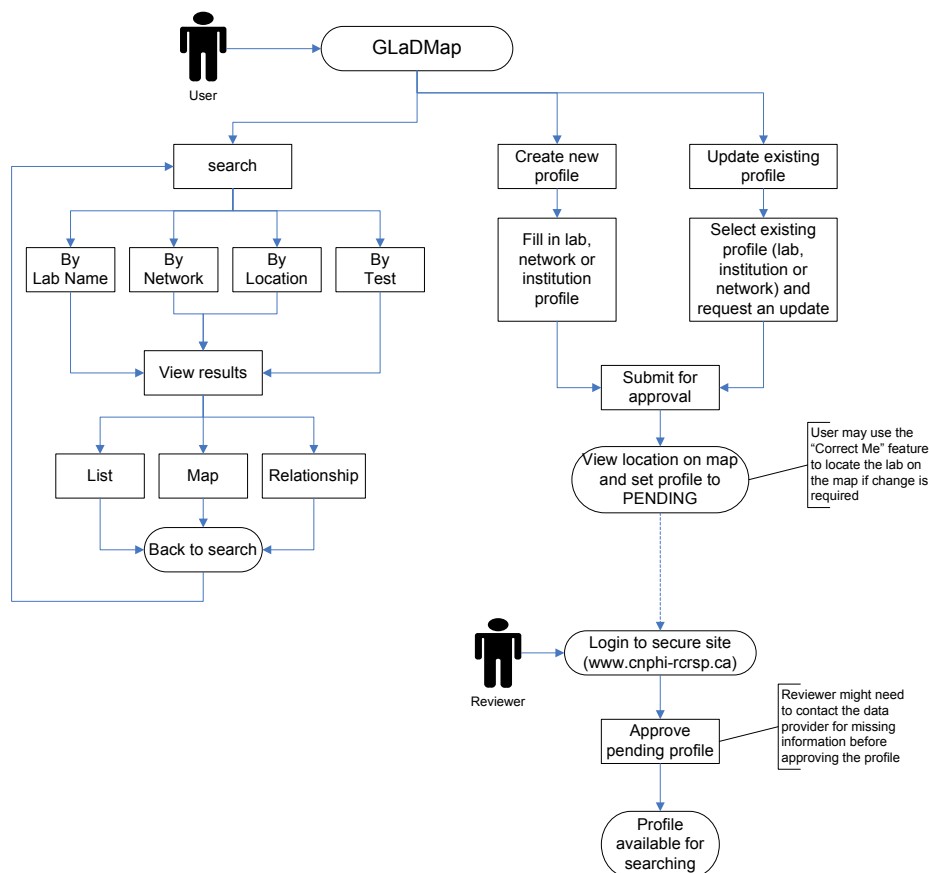 GLaDMap
User
search
Create new
profile
Update existing
profile
By
Lab Name
By
Network
By
Location
By
Test
Fill in lab,
network or
institution
profile
Select existing
profile (lab,
institution or
network) and
request an update
View results
Submit for
approval
List
Map
Relationship
View location on map
and set profile to
PENDING
User may use the
“Correct Me” feature
to locate the lab on
the map if change is
required
Back to search
Login to secure site
(www.cnphi-rcrsp.ca)
Reviewer
Approve
pending profile
Reviewer might need
to contact the data
provider for missing
information before
approving the profile
Profile
available for
searching